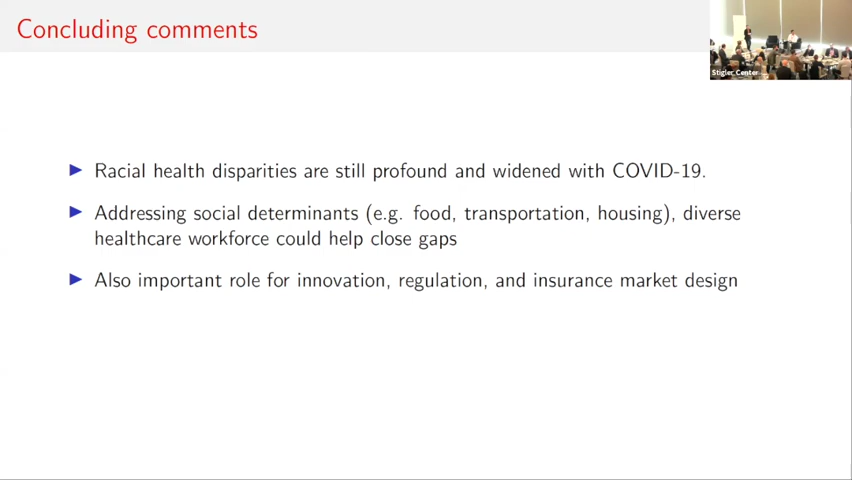 Concluding comments
Stigler Center
Racial health disparities are still profound and widened with COVID-19.
Addressing social determinants (e.g. food, transportation, housing), diverse
healthcare workforce could help close gaps
Also important role for innovation, regulation, and insurance market design